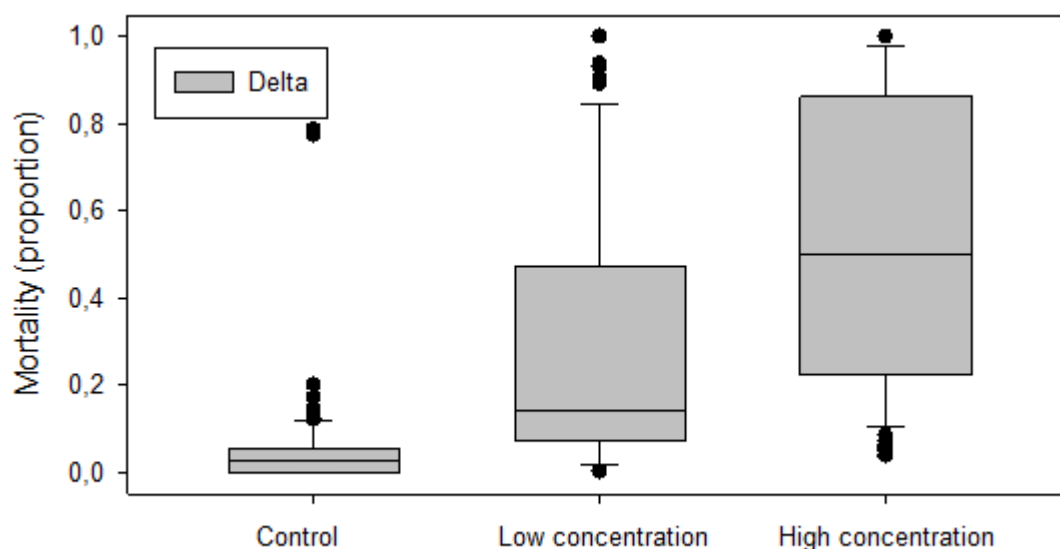 Mortality (proportion)
1,0
0,8
0,6
0,4
0,2
0,0
Delta
Control
Low concentration
High concentration